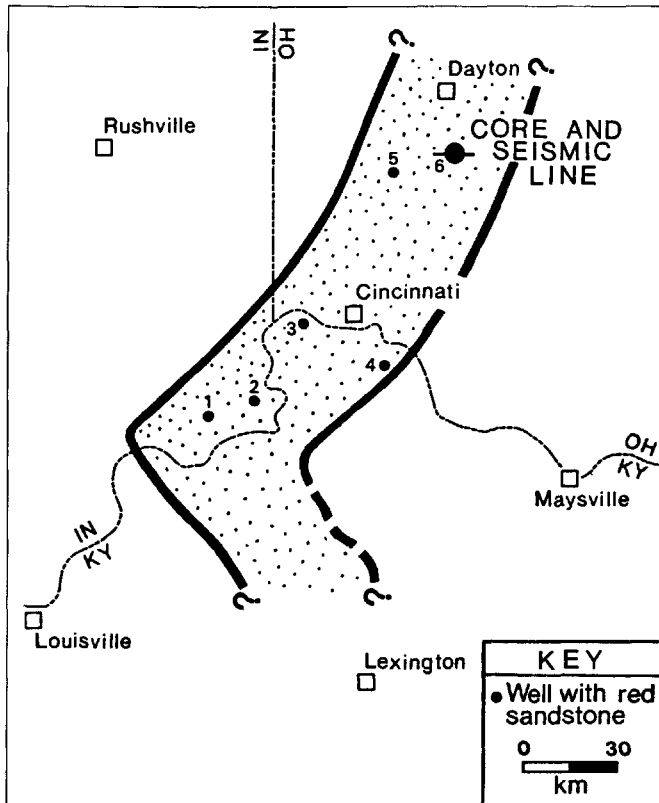 IN
OH
?
?
Dayton
Rushville
CORE AND
SEISMIC
LINE
5
6
Cincinnati
3
4
1
2
OH
KY
Maysville
IN
KY
?
?
Louisville
Lexington
KEY
Well with red
sandstone
0 30
km